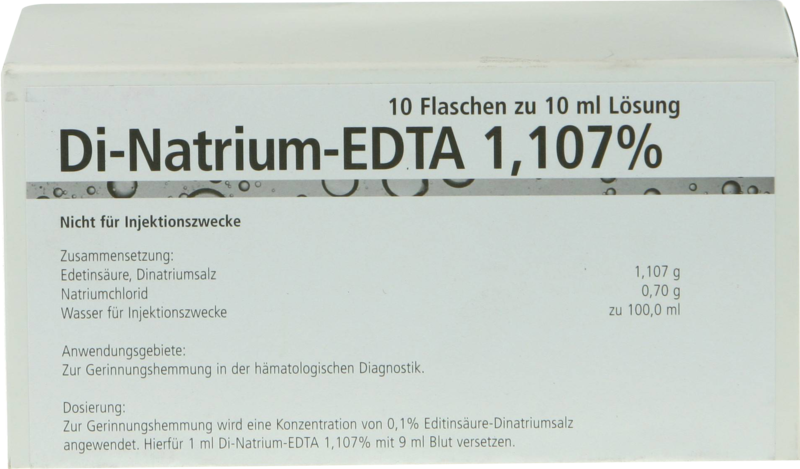 10 Flaschen zu 10 ml Lösung
Di-Natrium-EDTA 1,107%
Nicht für Injektionszwecke
Zusammensetzung:
Edetinsäure, Dinatriumsalz 1,107 g
Natriumchlorid 0,70 g
Wasser für Injektionszwecke zu 100,0 ml
Anwendungsgebiete:
Zur Gerinnungshemmung in der hämatologischen Diagnostik.
Dosierung:
Zur Gerinnungshemmung wird eine Konzentration von 0,1% Editinsäure-Dinatriumsalz
angewendet. Hierfür 1 ml Di-Natrium-EDTA 1,107% mit 9 ml Blut versetzen.